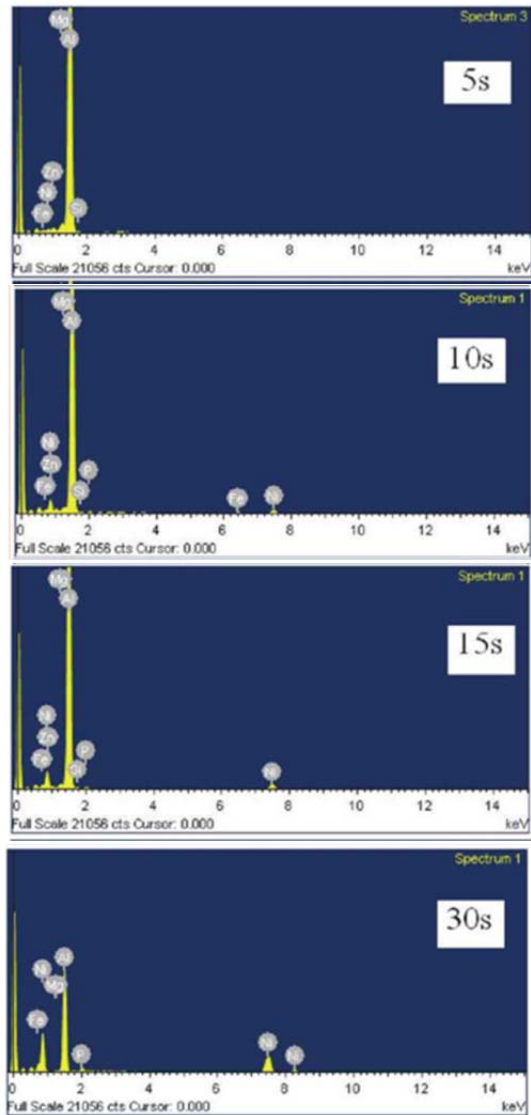 Spectrum 3
5s
Mg
Al
Zn
Ni
Fe
Si
0 2 4 6 8 10 12 14
Full Scale 21056 cts Cursor: 0.000 keV
Spectrum 1
10s
Mg
Al
Ni
Zn
P
Fe
Si
Fe
Ni
0 2 4 6 8 10 12 14
Full Scale 21056 cts Cursor: 0.000 keV
Spectrum 1
15s
Mg
Al
Ni
Zn
P
Fe
Si
Ni
0 2 4 6 8 10 12 14
Full Scale 21056 cts Cursor: 0.000 keV
Spectrum 1
30s
Al
Ni
Mg
Fe
P
Ni
Ni
0 2 4 6 8 10 12 14
Full Scale 21056 cts Cursor: 0.000 keV